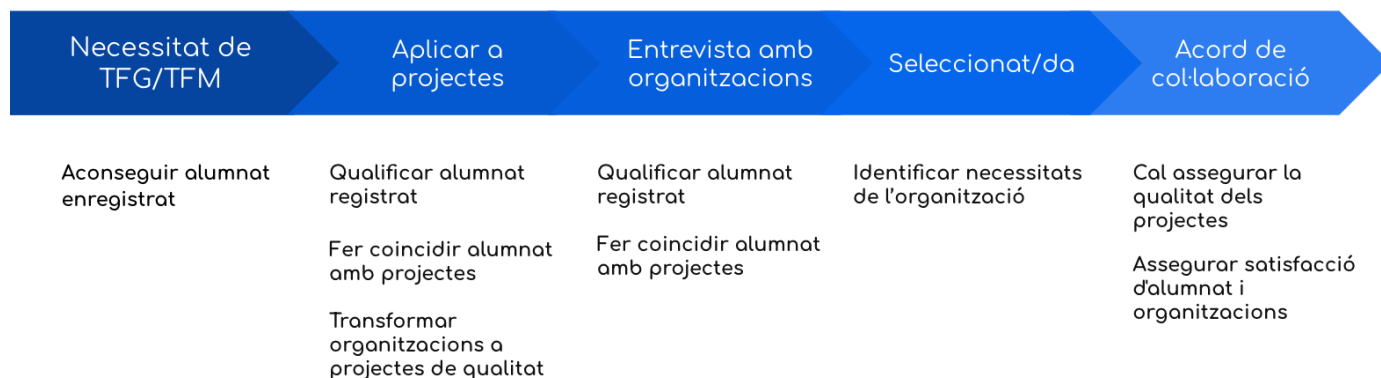 Necessitat de
TFG/TFM
Aplicar a
projectes
Entrevista amb
organitzacions
Seleccionat/da
Acord de
col·laboració
Aconseguir alumnat
enregistrat
Qualificar alumnat
registrat
Fer coincidir alumnat
amb projectes
Transformar
organitzacions a
projectes de qualitat
Qualificar alumnat
registrat
Fer coincidir alumnat
amb projectes
Identificar necessitats
de l'organització
Cal assegurar la
qualitat dels
projectes
Assegurar satisfacció
d'alumnat i
organitzacions